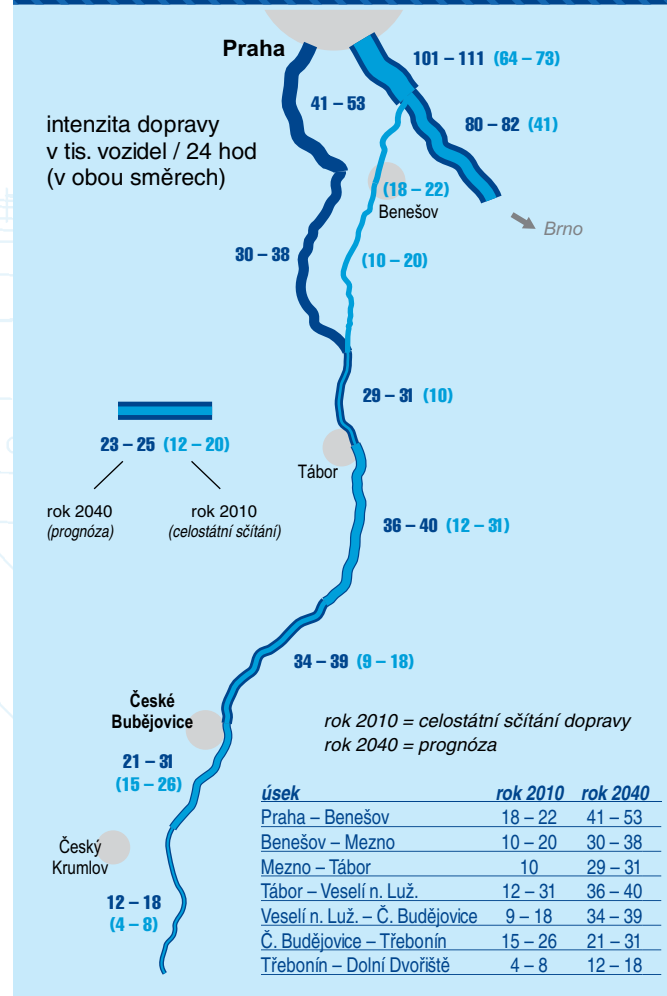 Praha
101 – 111 (64 – 73)
41 – 53
80 – 82 (41)
intenzita dopravy
v tis. vozidel / 24 hod
(v obou směrech)
(18 – 22)
Benešov
Brno
30 – 38
(10 – 20)
29 – 31 (10)
23 – 25 (12 – 20)
Tábor
rok 2040
(prognóza)
rok 2010
(celostátní sčítání)
36 – 40 (12 – 31)
34 – 39 (9 – 18)
České
Bubějovice
rok 2010 = celostátní sčítání dopravy
rok 2040 = prognóza
21 – 31
(15 – 26)
Český
Krumlov
12 – 18
(4 – 8)
úsek rok 2010 rok 2040
Praha – Benešov 18 – 22 41 – 53
Benešov – Mezno 10 – 20 30 – 38
Mezno – Tábor 10 29 – 31
Tábor – Veselí n. Luž. 12 – 31 36 – 40
Veselí n. Luž. – Č. Budějovice 9 – 18 34 – 39
Č. Budějovice – Třebonín 15 – 26 21 – 31
Třebonín – Dolní Dvořiště 4 – 8 12 – 18